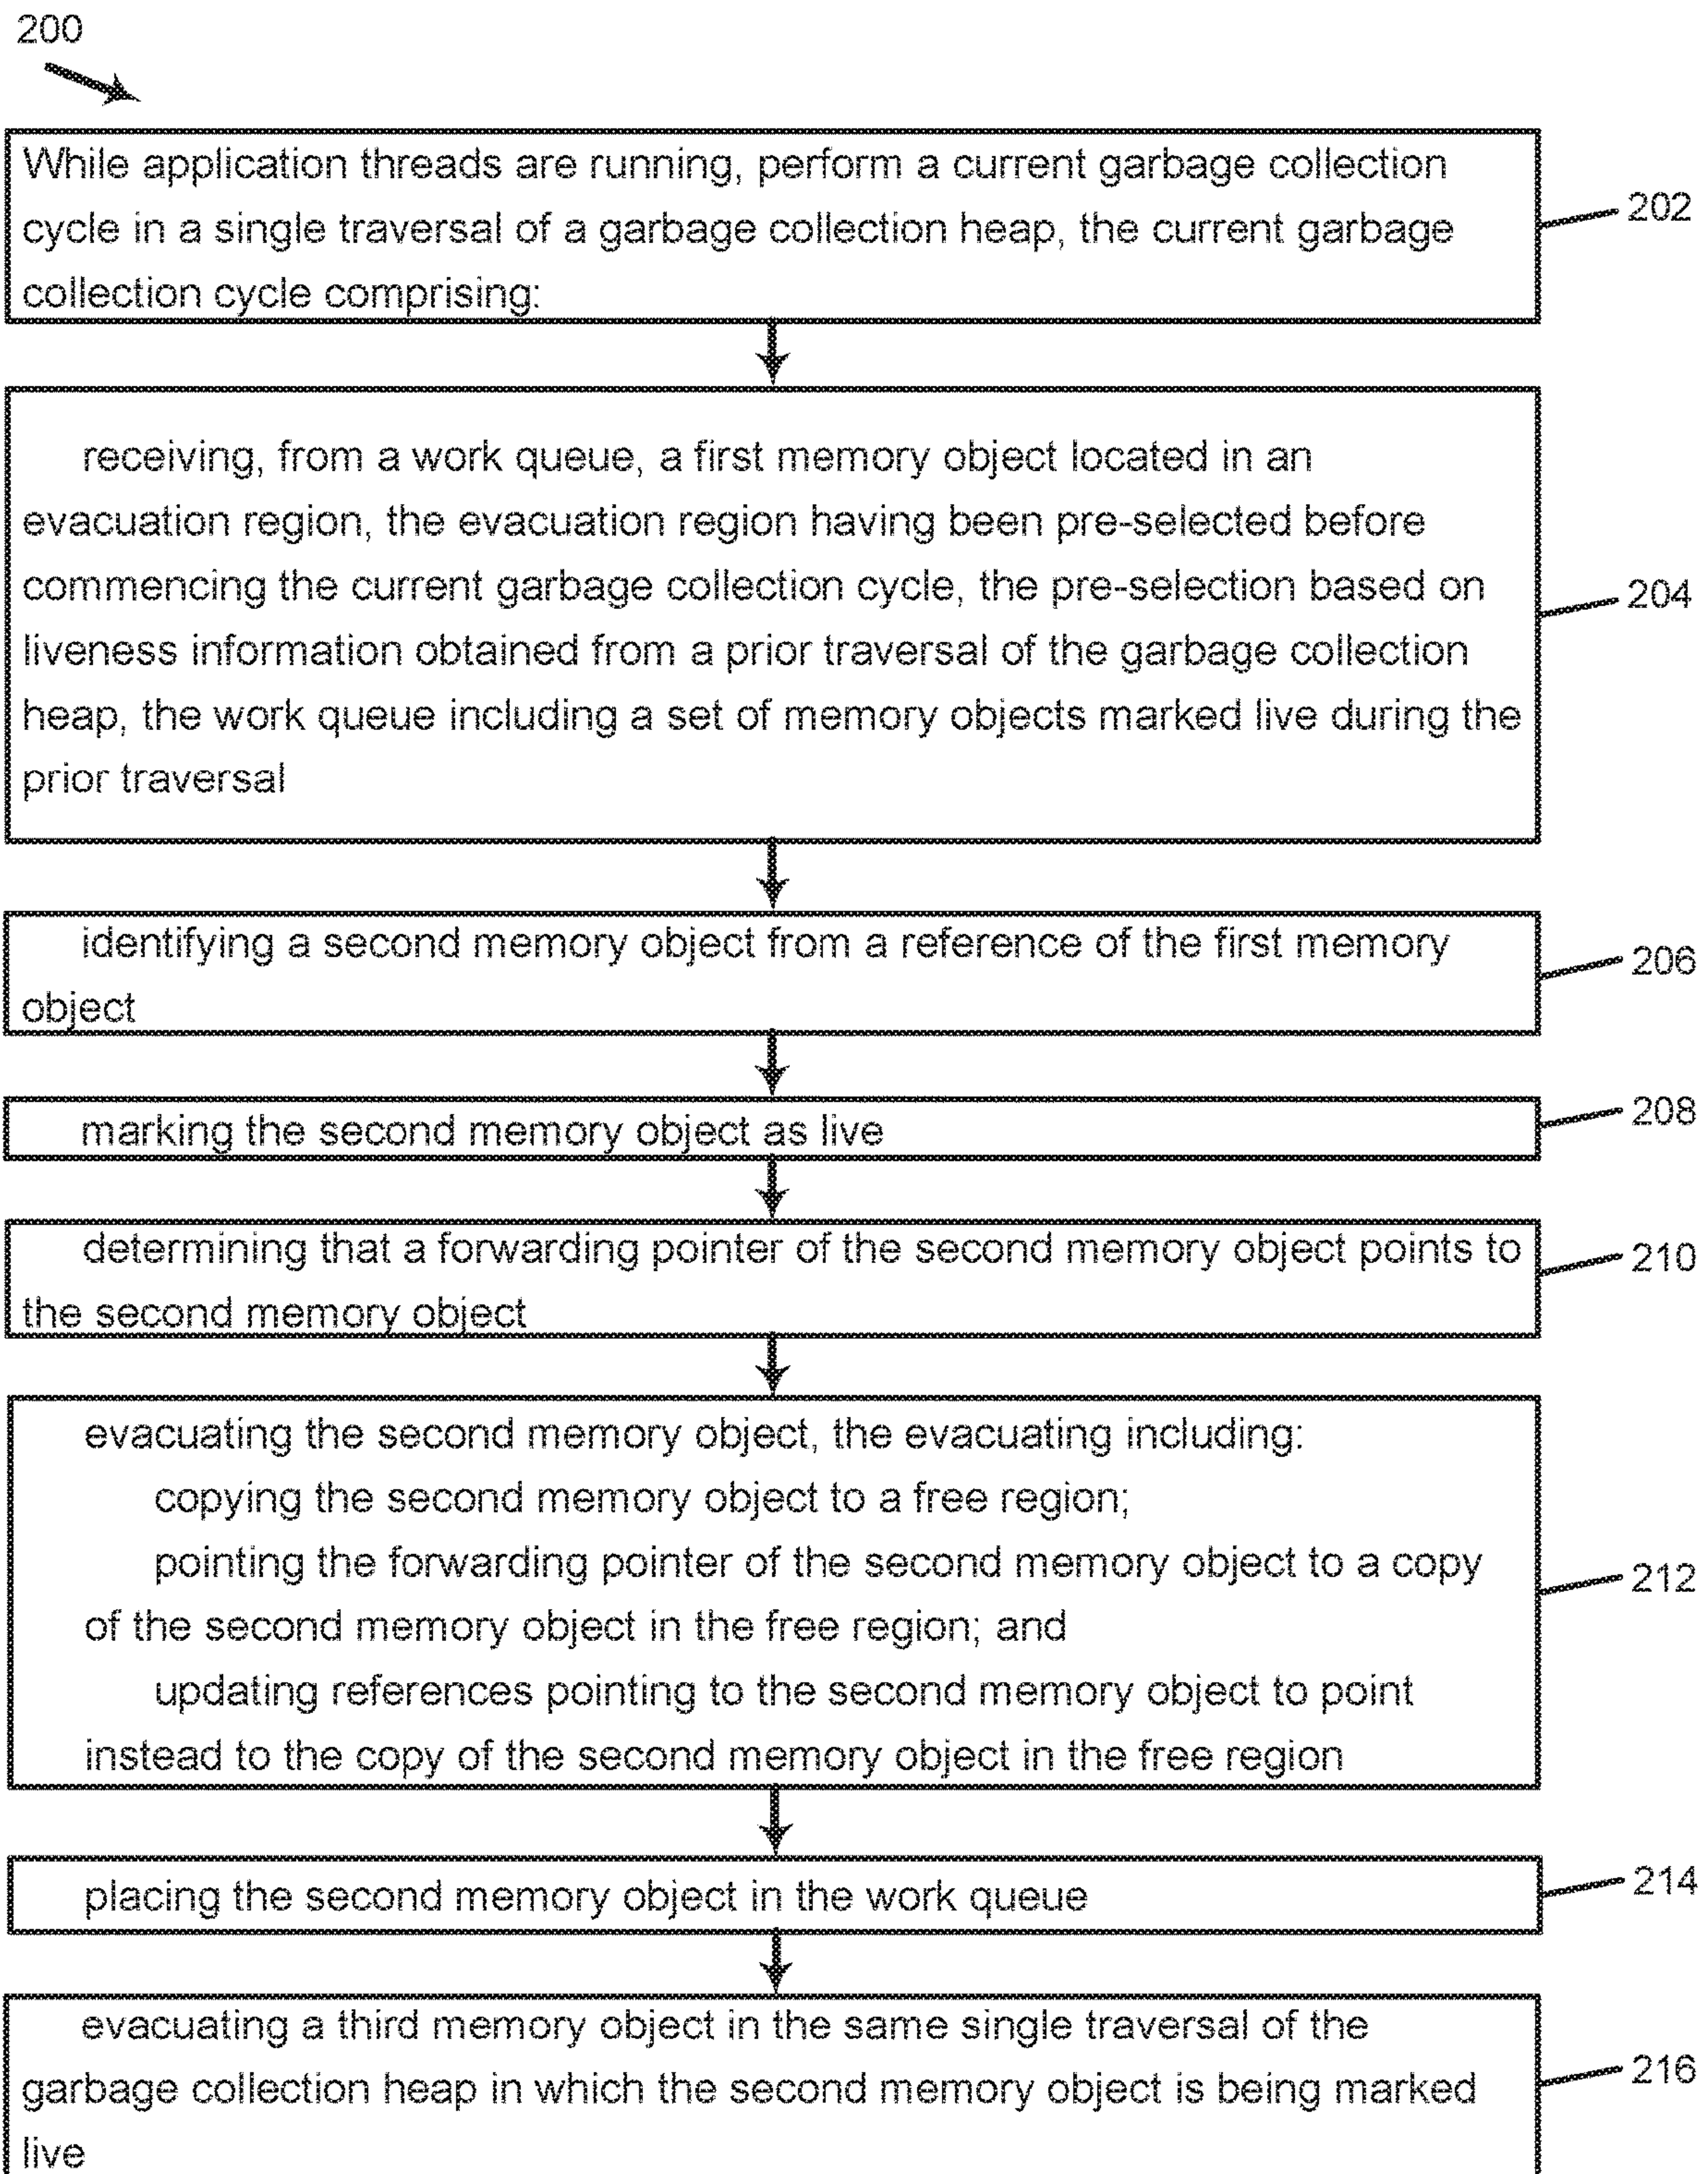 200
While application threads are running, perform a current garbage collection
cycle in a single traversal of a garbage collection heap, the current garbage
collection cycle comprising:
202
receiving, from a work queue, a first memory object located in an
evacuation region, the evacuation region having been pre-selected before
commencing the current garbage collection cycle, the pre-selection based on
liveness information obtained from a prior traversal of the garbage collection
heap, the work queue including a set of memory objects marked live during the
prior traversal
204
identifying a second memory object from a reference of the first memory
object
206
marking the second memory object as live
208
determining that a forwarding pointer of the second memory object points to
the second memory object
210
evacuating the second memory object, the evacuating including:
copying the second memory object to a free region;
pointing the forwarding pointer of the second memory object to a copy
of the second memory object in the free region; and
updating references pointing to the second memory object to point
instead to the copy of the second memory object in the free region
212
placing the second memory object in the work queue
214
evacuating a third memory object in the same single traversal of the
garbage collection heap in which the second memory object is being marked
live
216